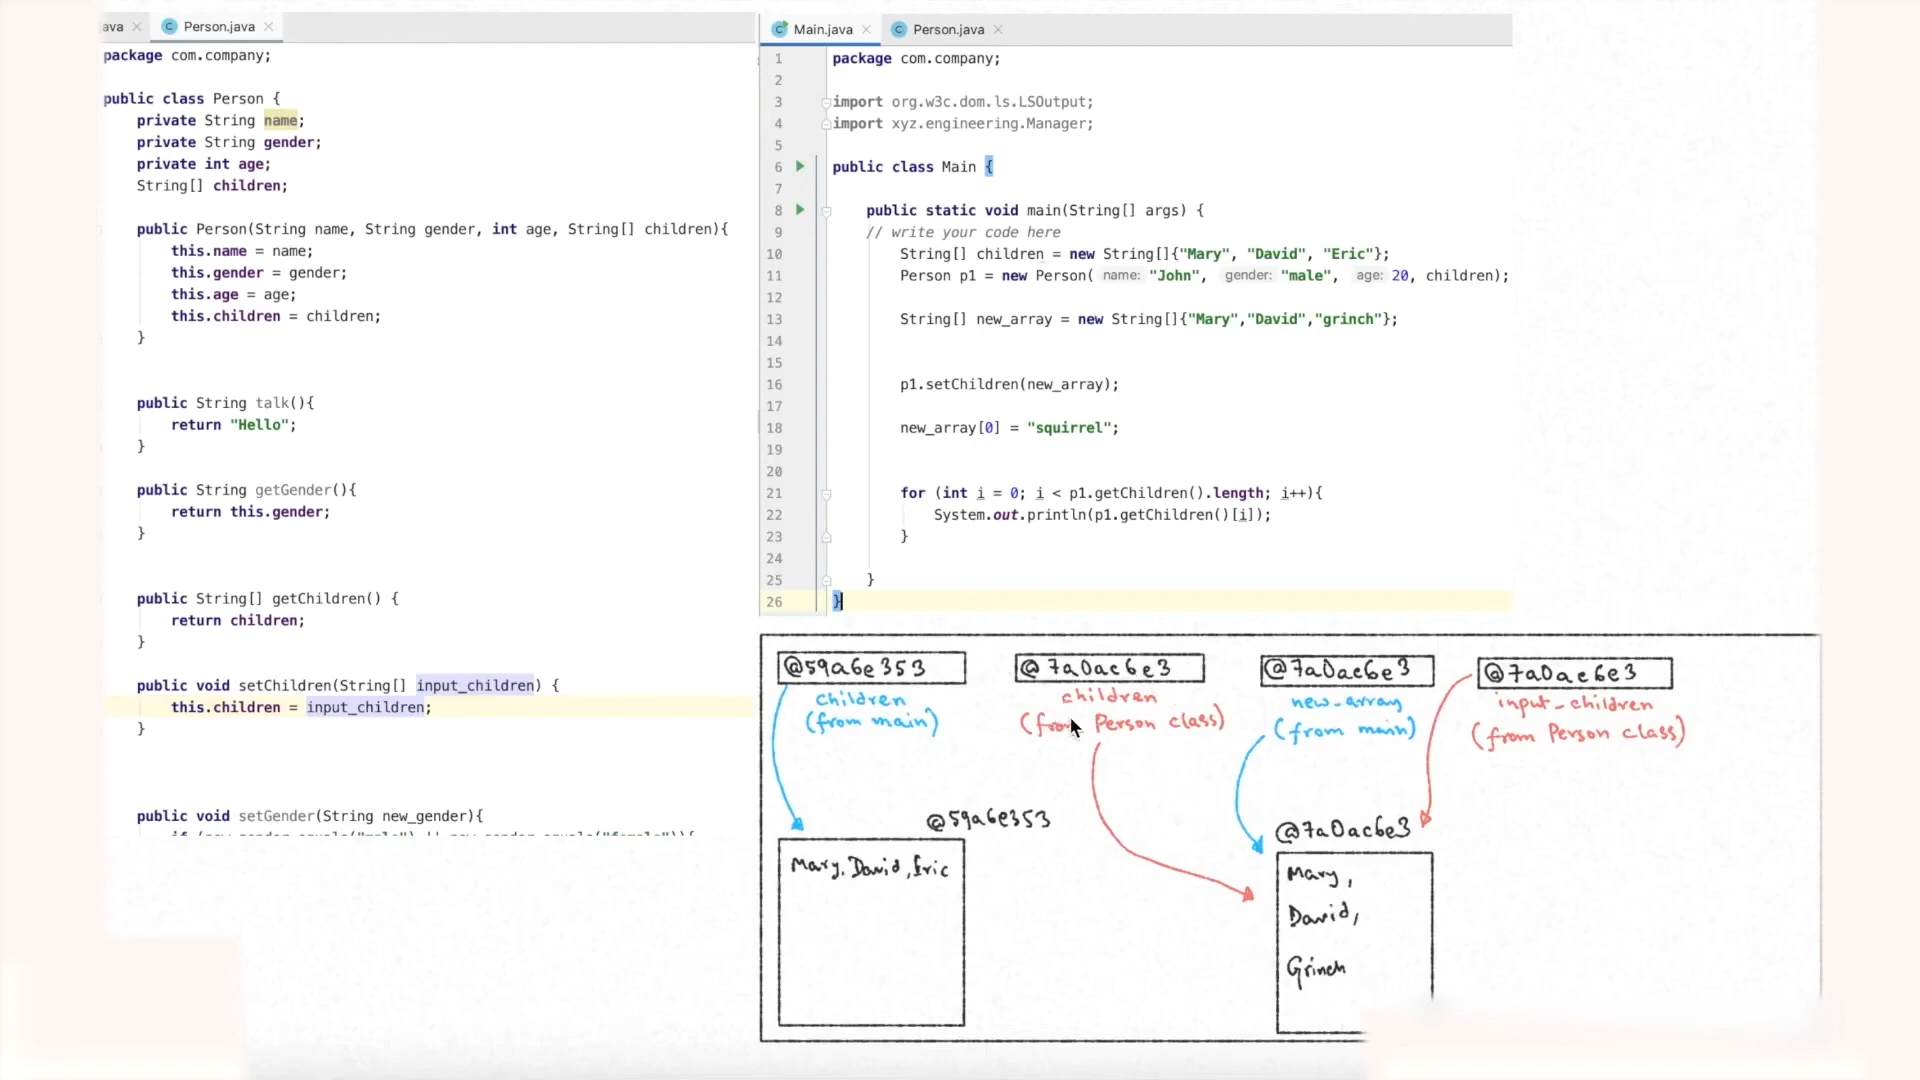 ava
Person.java
package com.company;
public class Person {
private String name;
private String gender;
private int age;
String[] children;
public Person(String name, String gender, int age, String[] children){
this.name = name;
this.gender = gender;
this.age = age;
this.children = children;
}
public String talk(){
return "Hello";
}
public String getGender(){
return this.gender;
}
public String[] getChildren() {
return children;
}
public void setChildren(String[] input_children) {
this.children = input_children;
}
public void setGender(String new_gender){
Main.java
Person.java
1 package com.company;
2
3 import org.w3c.dom.ls.LSOutput;
4 import xyz.engineering.Manager;
5
6 public class Main {
7
8 public static void main(String[] args) {
9 // write your code here
10 String[] children = new String[]{"Mary", "David", "Eric"};
11 Person p1 = new Person( name: "John", gender: "male", age: 20, children);
12
13 String[] new_array = new String[]{"Mary","David","grinch"};
14
15
16 p1.setChildren(new_array);
17
18 new_array[0] = "squirrel";
19
20
21 for (int i = 0; i < p1.getChildren().length; i++){
22 System.out.println(p1.getChildren()[i]);
23 }
24
25 }
26 }
@59a6e353
children
(from main)
@7a0ac6e3
children
(from Person class)
@7a0ac6e3
new_array
(from main)
@7a0ac6e3
input_children
(from Person class)
@59a6e353
Mary, David, Eric
@7a0ac6e3
Mary,
David,
Grinch